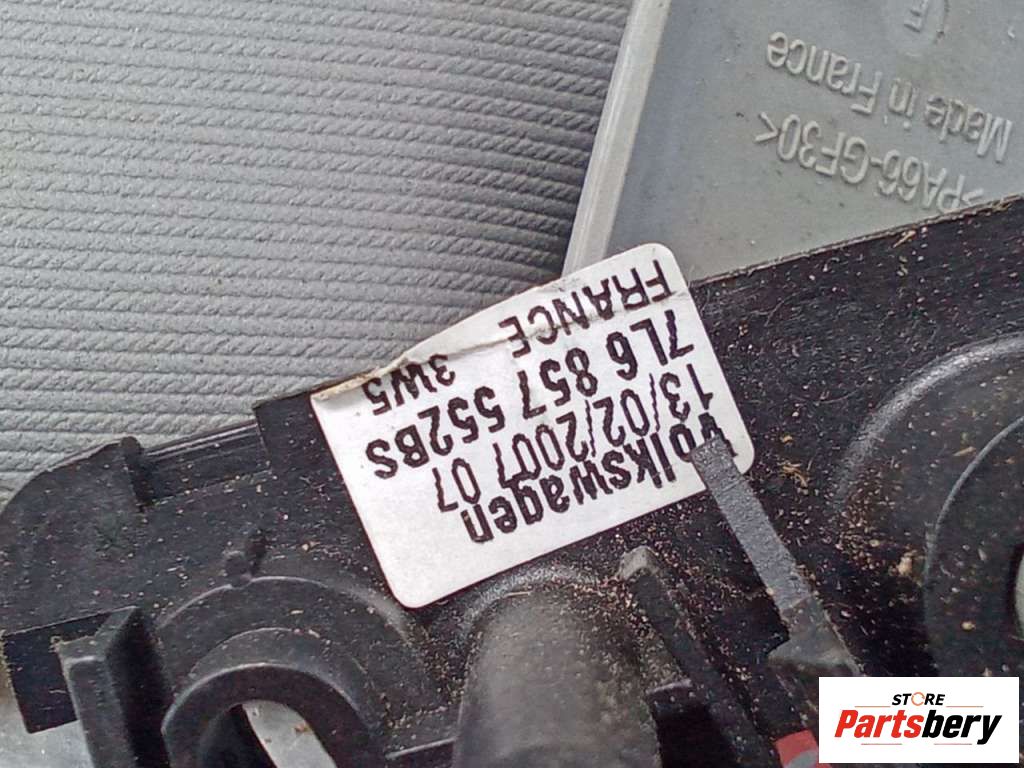 Volkswagen
13/02/2007 07
7L6 857 552BS
FRANCE 3W5
>PA66-GF30<
Made in France
F
STORE
Partsbery